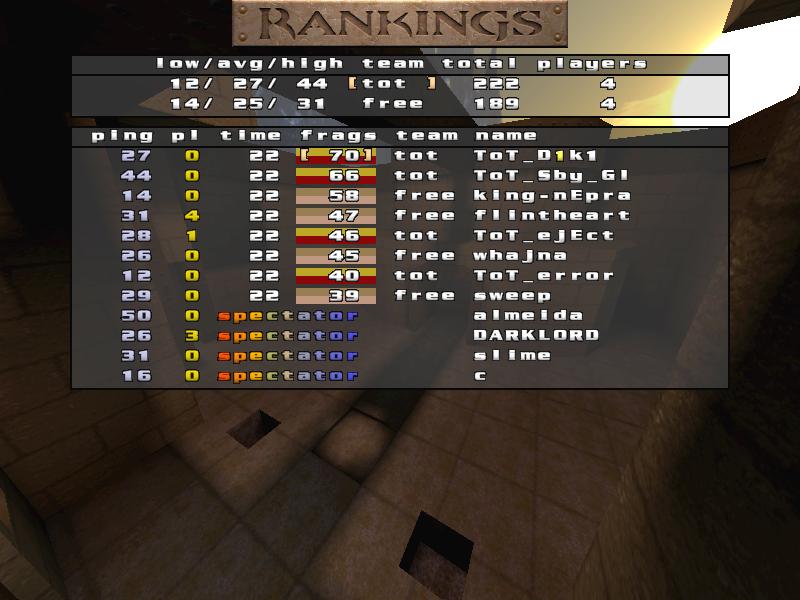 RANKINGS
low/avg/high team total players
12/ 27/ 44 [tot ] 222 4
14/ 25/ 31 free 189 4
ping pl time frags team name
27 0 22 [ 70] tot ToT_D1k1
44 0 22 66 tot ToT_Sby_Gl
14 0 22 58 free king-nEpra
31 4 22 47 free flintheart
28 1 22 46 tot ToT_ejEct
26 0 22 45 free whajna
12 0 22 40 tot ToT_error
29 0 22 39 free sweep
50 0 spectator almeida
26 3 spectator DARKLORD
31 0 spectator slime
16 0 spectator c